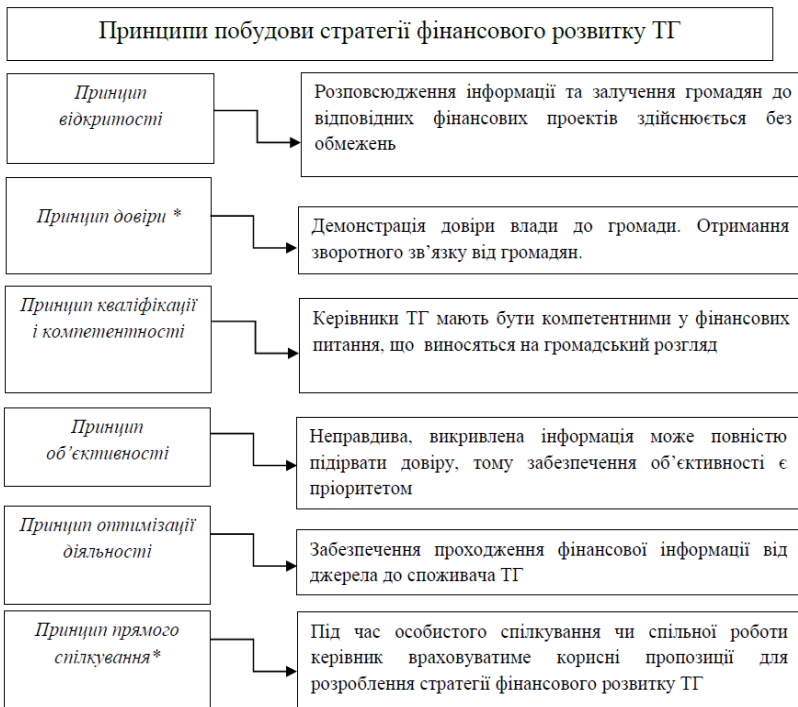 Принципи побудови стратегії фінансового розвитку ТГ
Принцип
відкритості
Розповсюдження інформації та залучення громадян до
відповідних фінансових проектів здійснюється без
обмежень
Принцип довіри *
Демонстрація довіри влади до громади. Отримання
зворотного зв’язку від громадян.
Принцип кваліфікації
і компетентності
Керівники ТГ мають бути компетентними у фінансових
питання, що виносяться на громадський розгляд
Принцип
об’єктивності
Неправдива, викривлена інформація може повністю
підірвати довіру, тому забезпечення об’єктивності є
пріоритетом
Принцип оптимізації
діяльності
Забезпечення проходження фінансової інформації від
джерела до споживача ТГ
Принцип прямого
спілкування*
Під час особистого спілкування чи спільної роботи
керівник враховуватиме корисні пропозиції для
розроблення стратегії фінансового розвитку ТГ